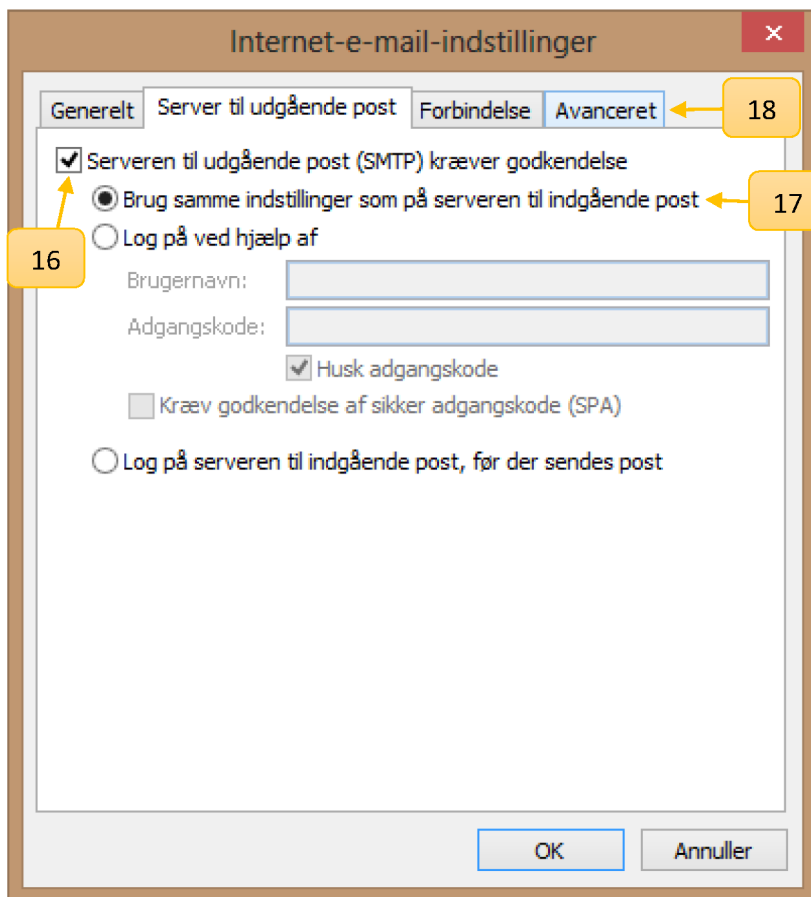 Internet-e-mail-indstillinger
x
Generelt Server til udgående post Forbindelse Avanceret 18
Serveren til udgående post (SMTP) kræver godkendelse
Brug samme indstillinger som på serveren til indgående post 17
16 Log på ved hjælp af
Brugernavn:
Adgangskode:
Husk adgangskode
Kræv godkendelse af sikker adgangskode (SPA)
Log på serveren til indgående post, før der sendes post
OK Annuller